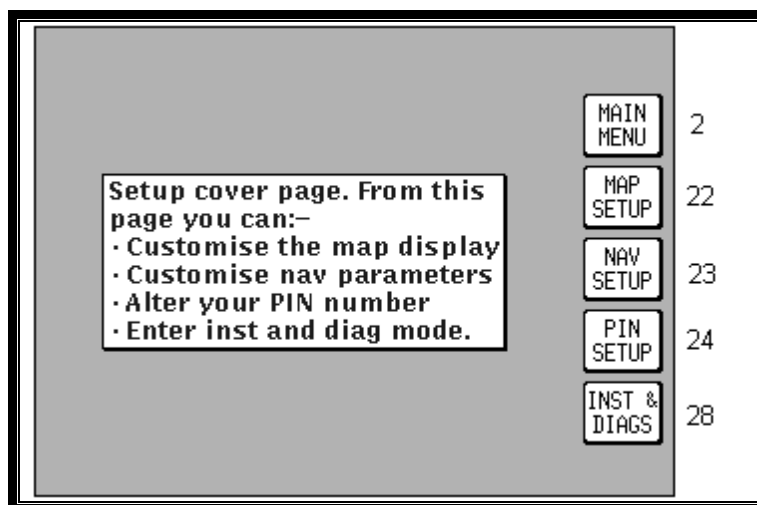 Setup cover page. From this
page you can:–
· Customise the map display
· Customise nav parameters
· Alter your PIN number
· Enter inst and diag mode.
MAIN
MENU
2
MAP
SETUP
22
NAV
SETUP
23
PIN
SETUP
24
INST &
DIAGS
28